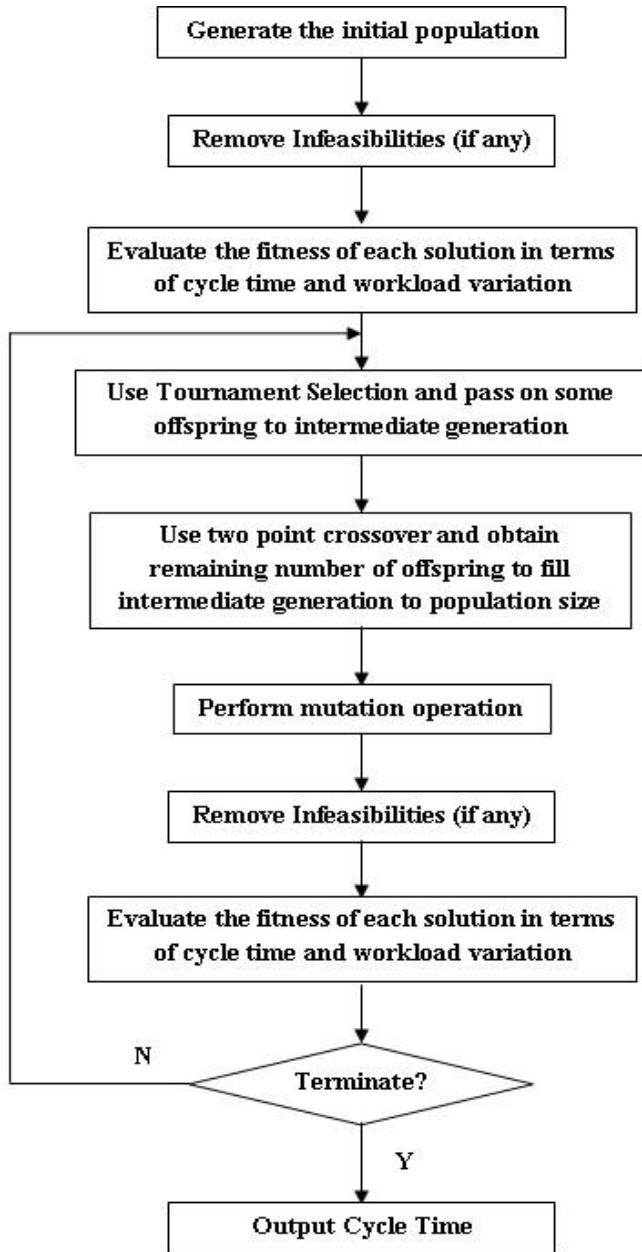 Generate the initial population
Remove Infeasibilities (if any)
Evaluate the fitness of each solution in terms
of cycle time and workload variation
Use Tournament Selection and pass on some
offspring to intermediate generation
Use two point crossover and obtain
remaining number of offspring to fill
intermediate generation to population size
Perform mutation operation
Remove Infeasibilities (if any)
Evaluate the fitness of each solution in terms
of cycle time and workload variation
N
Terminate?
Y
Output Cycle Time